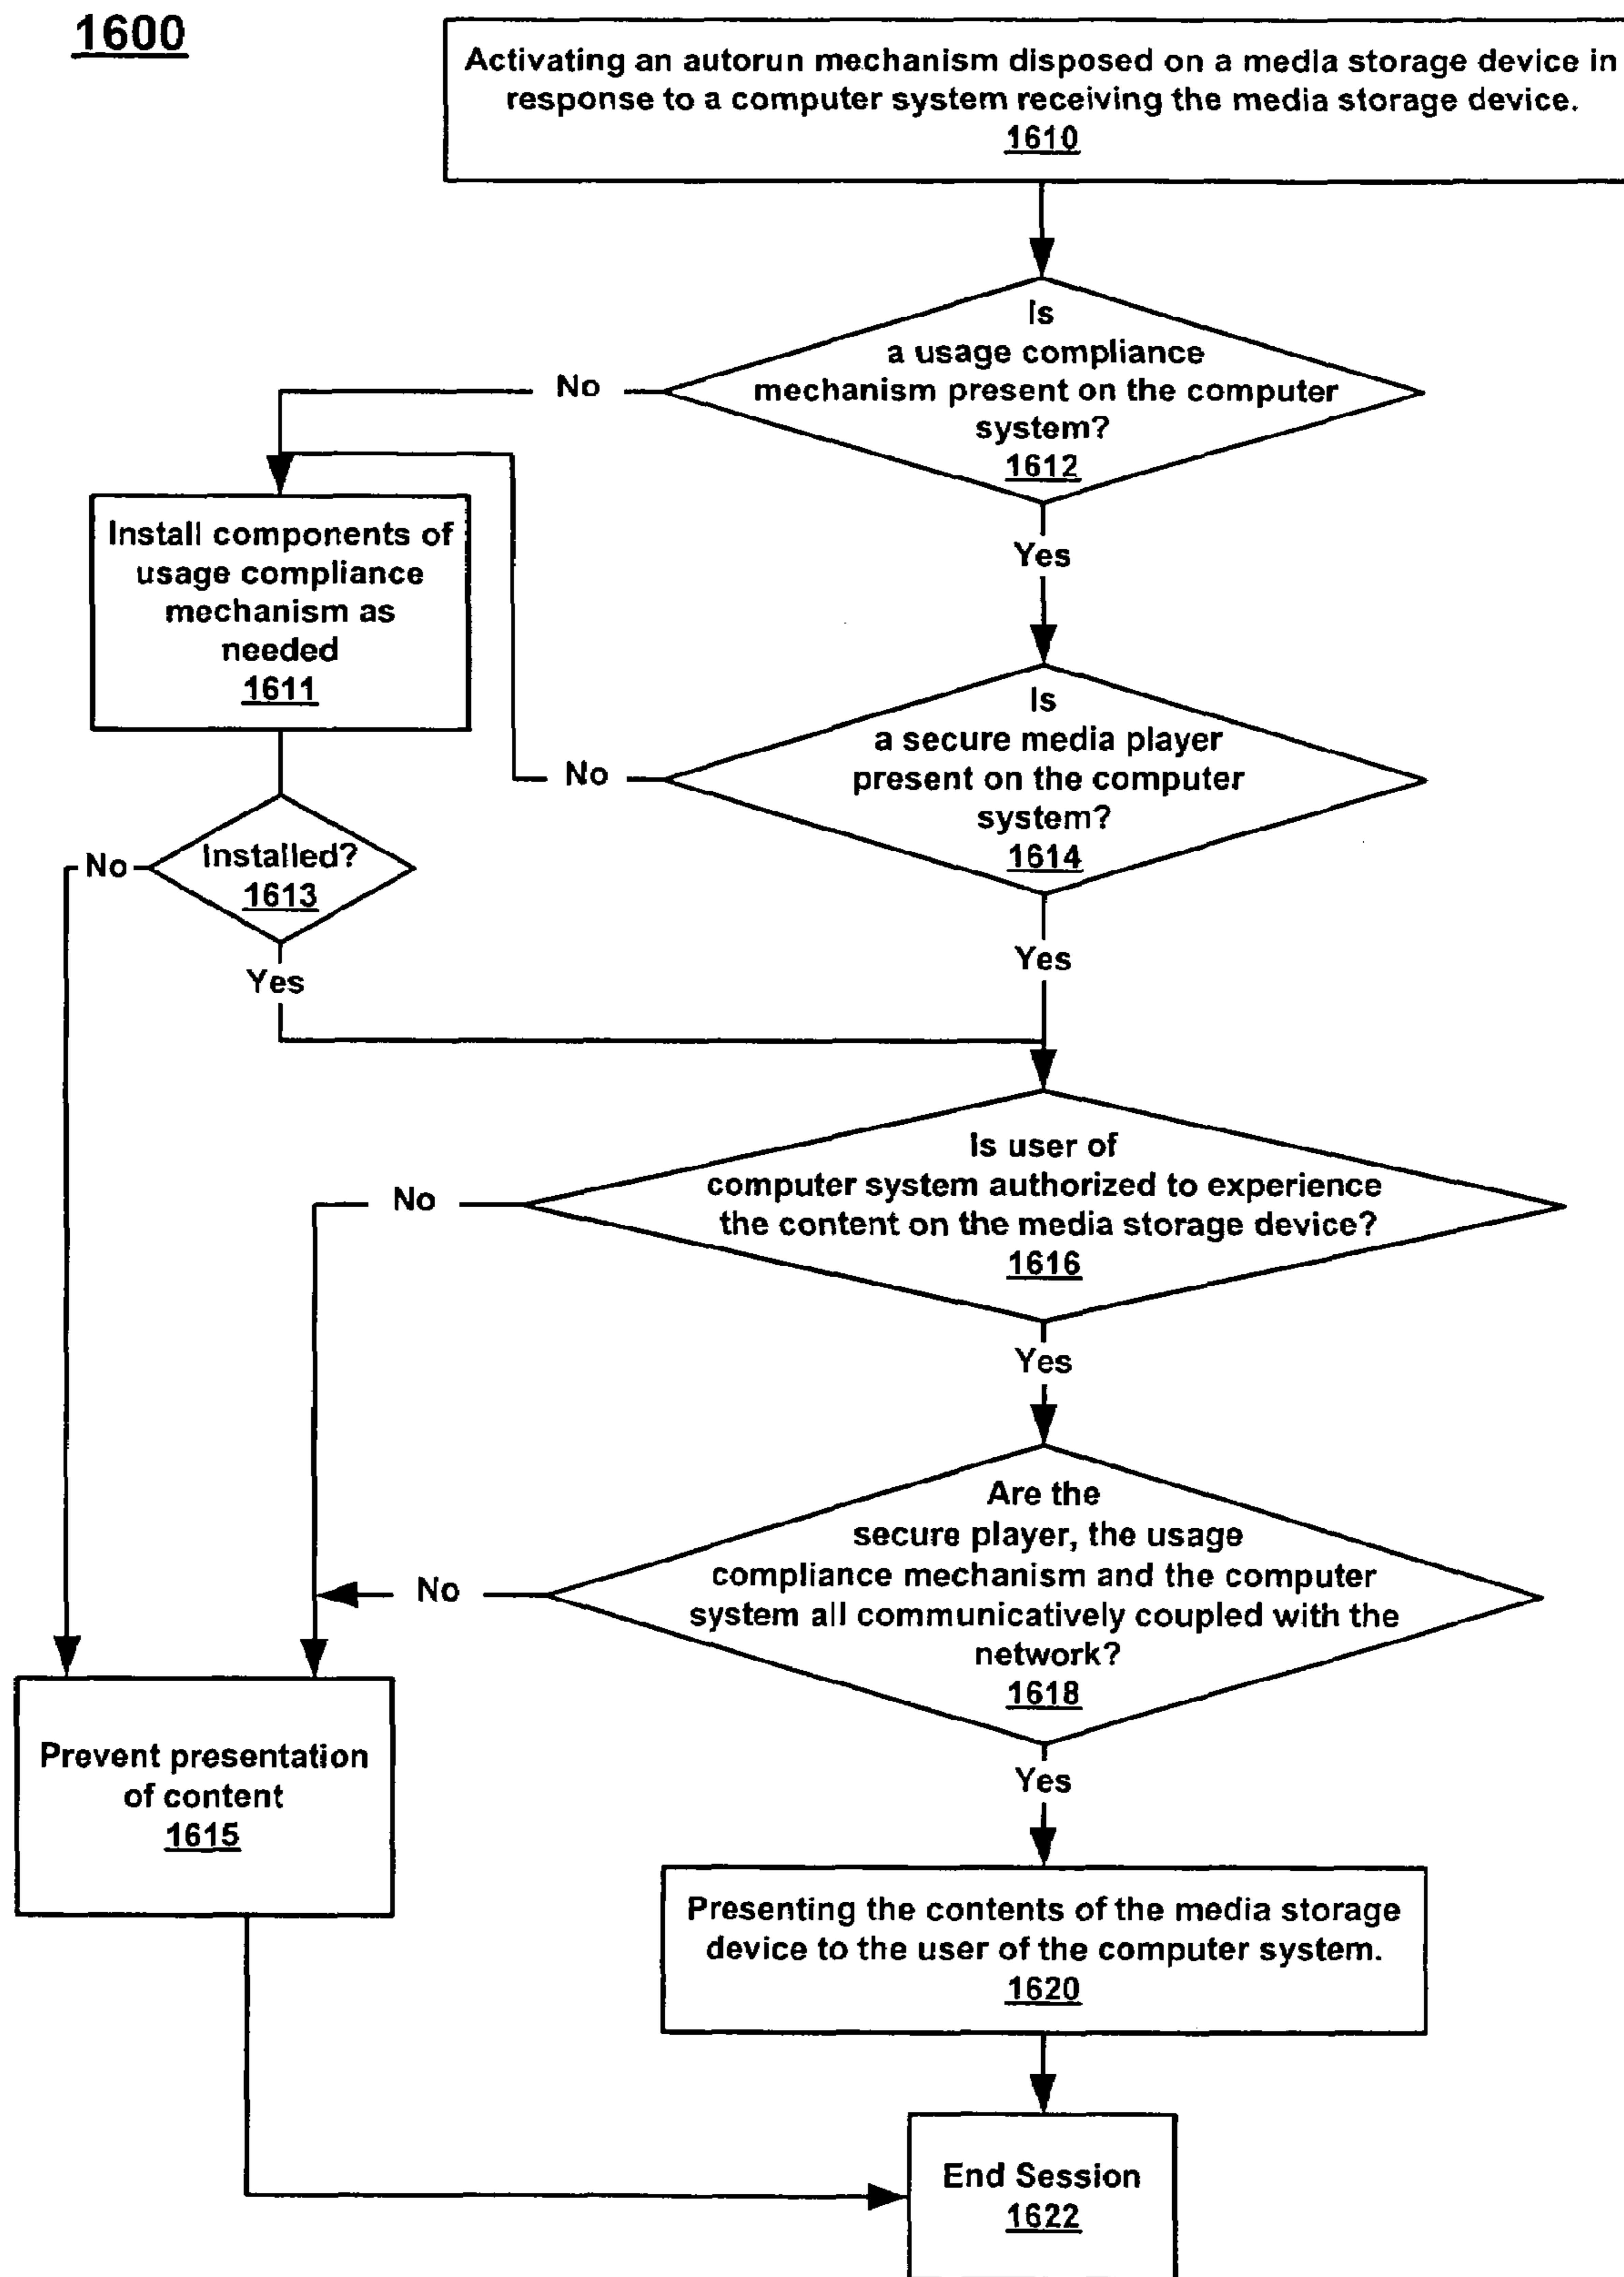 1600
Activating an autorun mechanism disposed on a media storage device in
response to a computer system receiving the media storage device.
1610
Is
a usage compliance
mechanism present on the computer
system?
1612
No
Yes
Install components of
usage compliance
mechanism as
needed
1611
Is
a secure media player
present on the computer
system?
1614
No
Yes
Installed?
1613
No
Yes
Is user of
computer system authorized to experience
the content on the media storage device?
1616
No
Yes
Are the
secure player, the usage
compliance mechanism and the computer
system all communicatively coupled with the
network?
1618
No
Yes
Prevent presentation
of content
1615
Presenting the contents of the media storage
device to the user of the computer system.
1620
End Session
1622